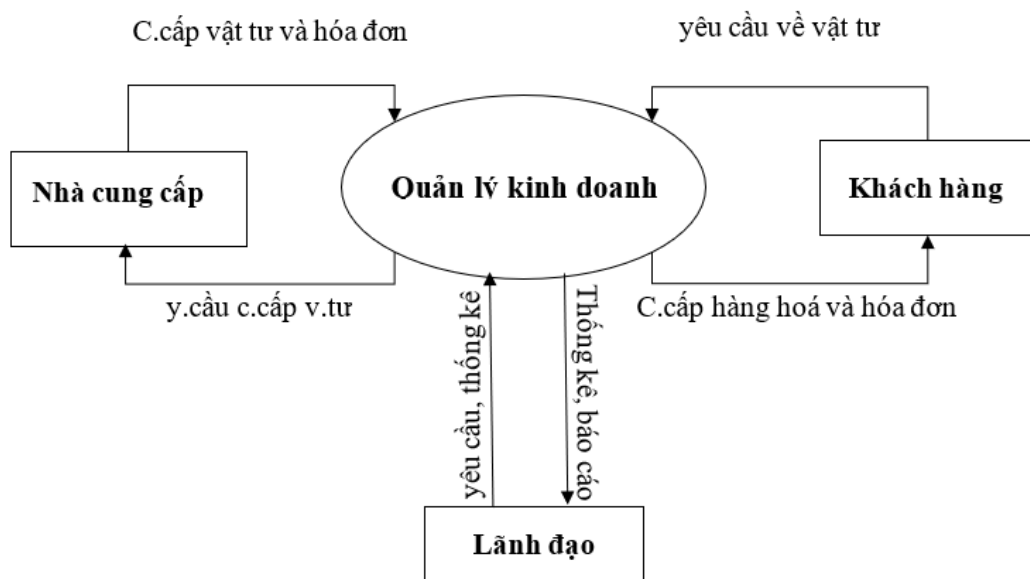 C.cấp vật tư và hóa đơn
yêu cầu về vật tư
Nhà cung cấp
Quản lý kinh doanh
Khách hàng
y.cầu c.cấp v.tư
C.cấp hàng hoá và hóa đơn
yêu cầu, thống kê
Thống kê, báo cáo
Lãnh đạo